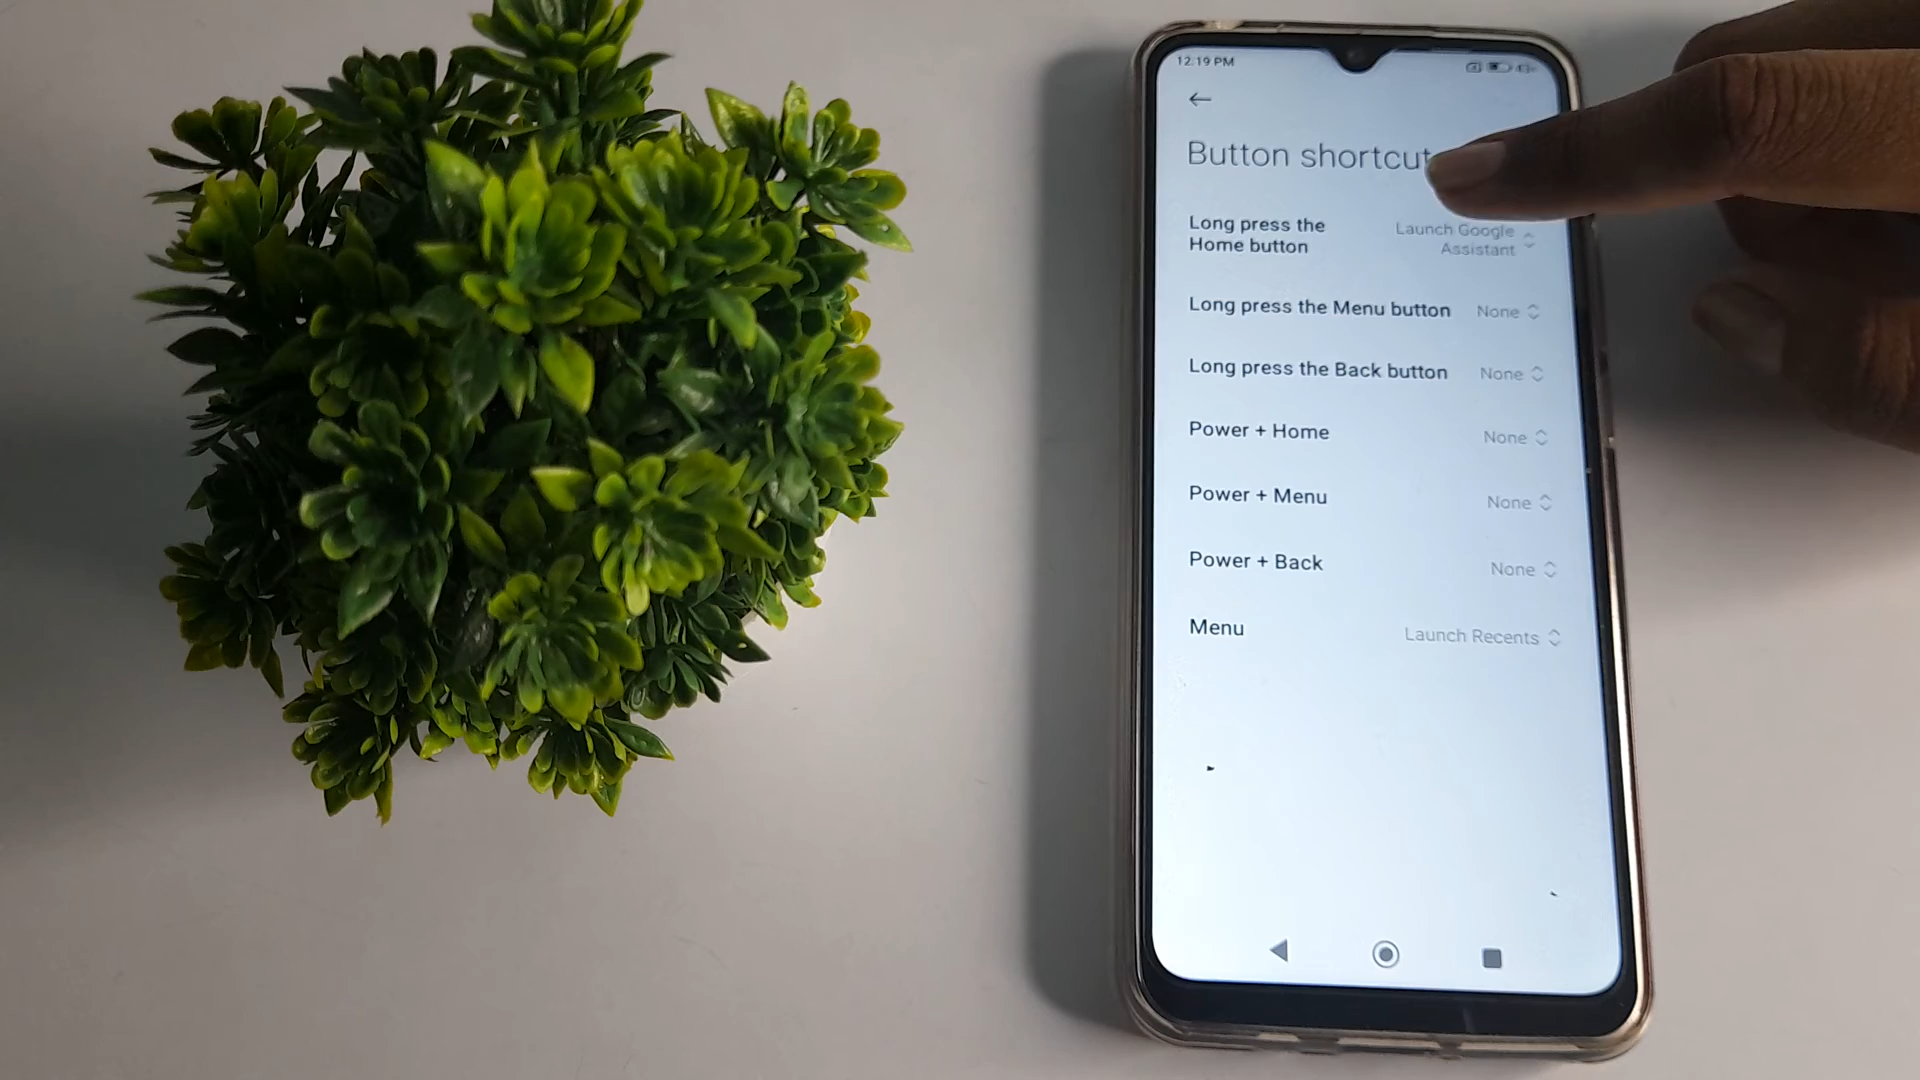 12:19 PM
Button shortcut
Long press the
Home button
Launch Google
Assistant
Long press the Menu button
None
Long press the Back button
None
Power + Home
None
Power + Menu
None
Power + Back
None
Menu
Launch Recents